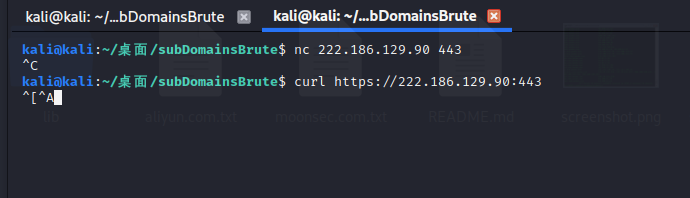 kali@kali: ~/...bDomainsBrute
kali@kali: ~/...bDomainsBrute
kali@kali:~/桌面/subDomainsBrute$ nc 222.186.129.90 443
^C
kali@kali:~/桌面/subDomainsBrute$ curl https://222.186.129.90:443
^[^A
lib
aliyun.com.txt
moonsec.com.txt
README.md
screenshot.png